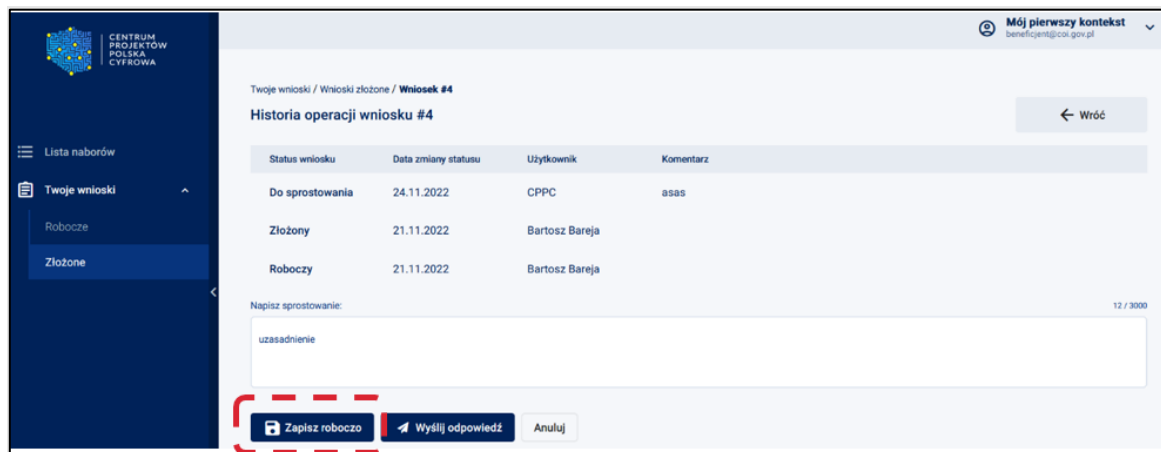 CENTRUM
PROJEKTÓW
POLSKA
CYFROWA
Mój pierwszy kontekst
beneficjent@coi.gov.pl
Twoje wnioski / Wnioski złożone / Wniosek #4
Historia operacji wniosku #4
Wróć
Lista naborów
Twoje wnioski
Robocze
Złożone
Status wniosku Data zmiany statusu Użytkownik Komentarz
Do sprostowania 24.11.2022 CPPC asas
Złożony 21.11.2022 Bartosz Bareja
Roboczy 21.11.2022 Bartosz Bareja
Napisz sprostowanie: 12 / 3000
uzasadnienie
Zapisz roboczo Wyślij odpowiedź Anuluj